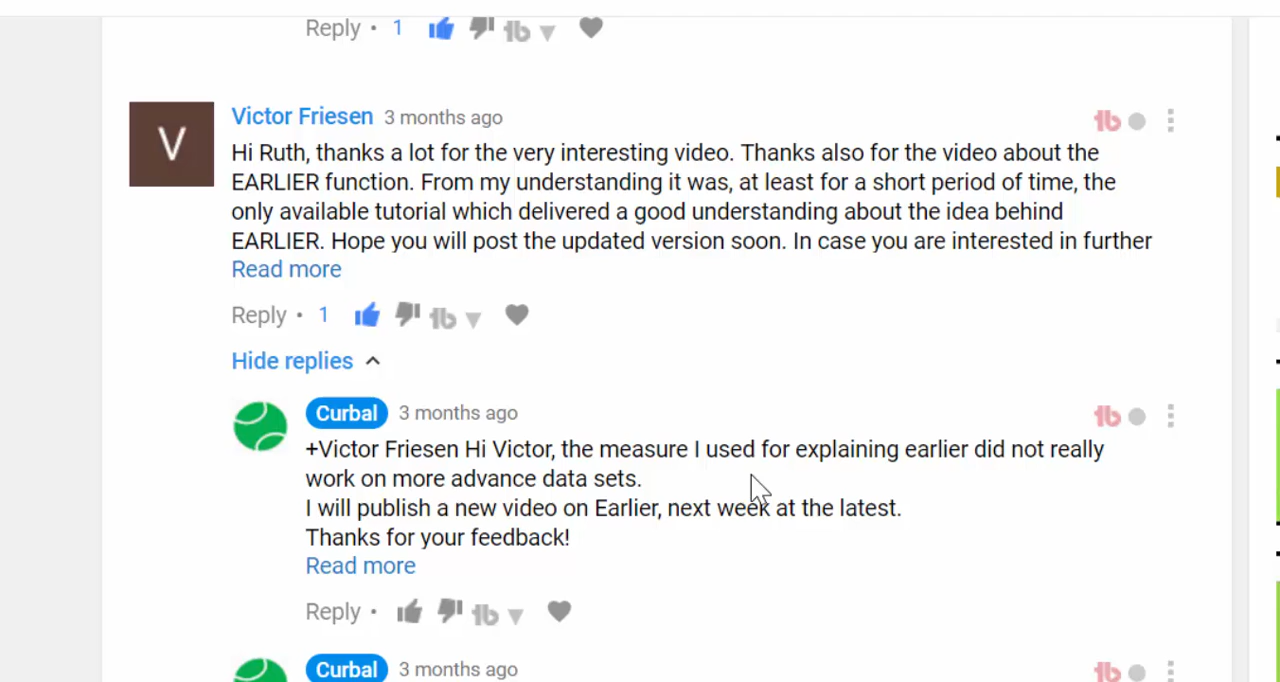 Reply • 1
V
Victor Friesen 3 months ago
Hi Ruth, thanks a lot for the very interesting video. Thanks also for the video about the
EARLIER function. From my understanding it was, at least for a short period of time, the
only available tutorial which delivered a good understanding about the idea behind
EARLIER. Hope you will post the updated version soon. In case you are interested in further
Read more
Reply • 1
Hide replies
Curbal 3 months ago
+Victor Friesen Hi Victor, the measure I used for explaining earlier did not really
work on more advance data sets.
I will publish a new video on Earlier, next week at the latest.
Thanks for your feedback!
Read more
Reply •
Curbal 3 months ago